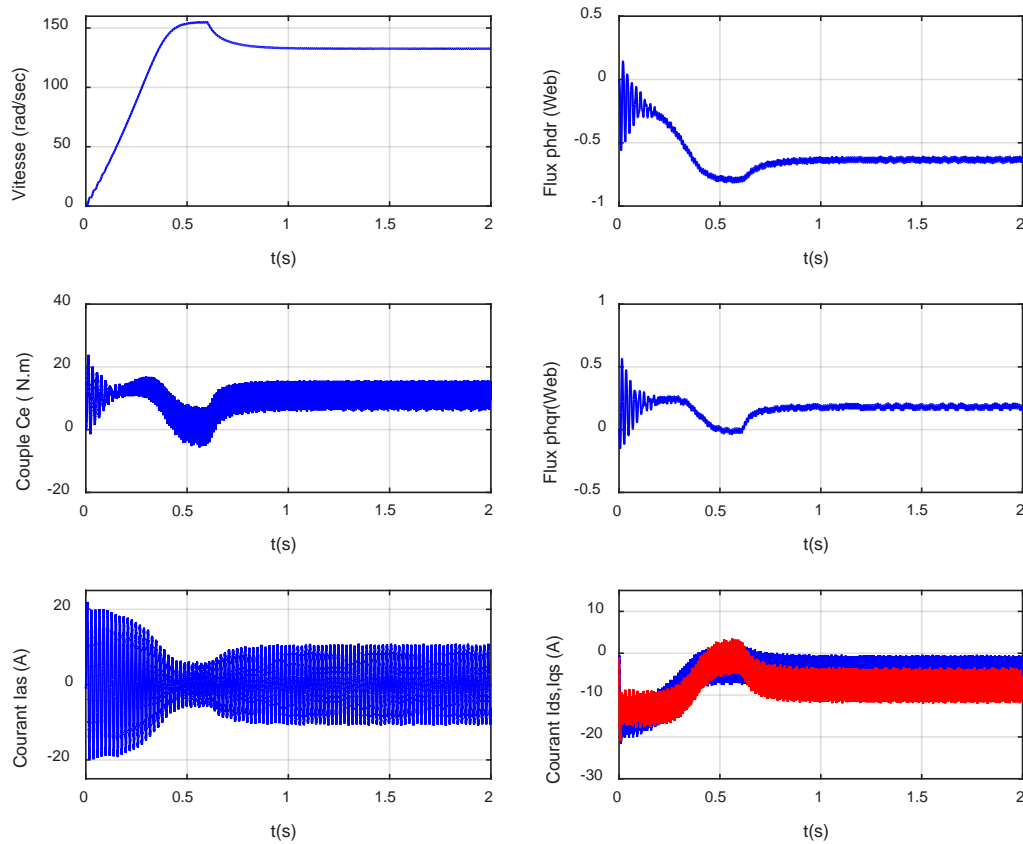 Vitesse (rad/sec)
150
100
50
0
0 0.5 1 1.5 2
t(s)
Flux phdr (Web)
0.5
0
-0.5
-1
0 0.5 1 1.5 2
t(s)
Couple Ce ( N.m)
40
20
0
-20
0 0.5 1 1.5 2
t(s)
Flux phqr(Web)
1
0.5
0
-0.5
0 0.5 1 1.5 2
t(s)
Courant Ias (A)
20
0
-20
0 0.5 1 1.5 2
t(s)
Courant Ids,Iqs (A)
10
0
-10
-20
-30
0 0.5 1 1.5 2
t(s)